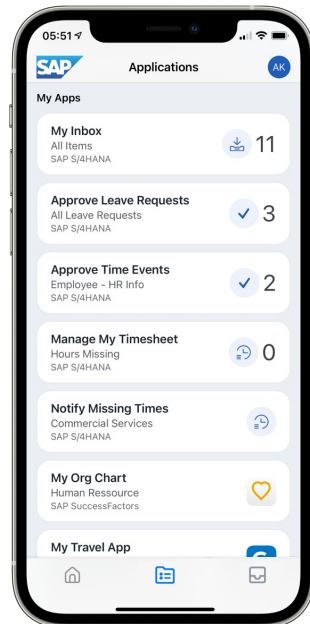 05:51
SAP
Applications
AK
My Apps
My Inbox
All Items
SAP S/4HANA
11
Approve Leave Requests
All Leave Requests
SAP S/4HANA
3
Approve Time Events
Employee - HR Info
SAP S/4HANA
2
Manage My Timesheet
Hours Missing
SAP S/4HANA
0
Notify Missing Times
Commercial Services
SAP S/4HANA
My Org Chart
Human Ressource
SAP SuccessFactors
My Travel App